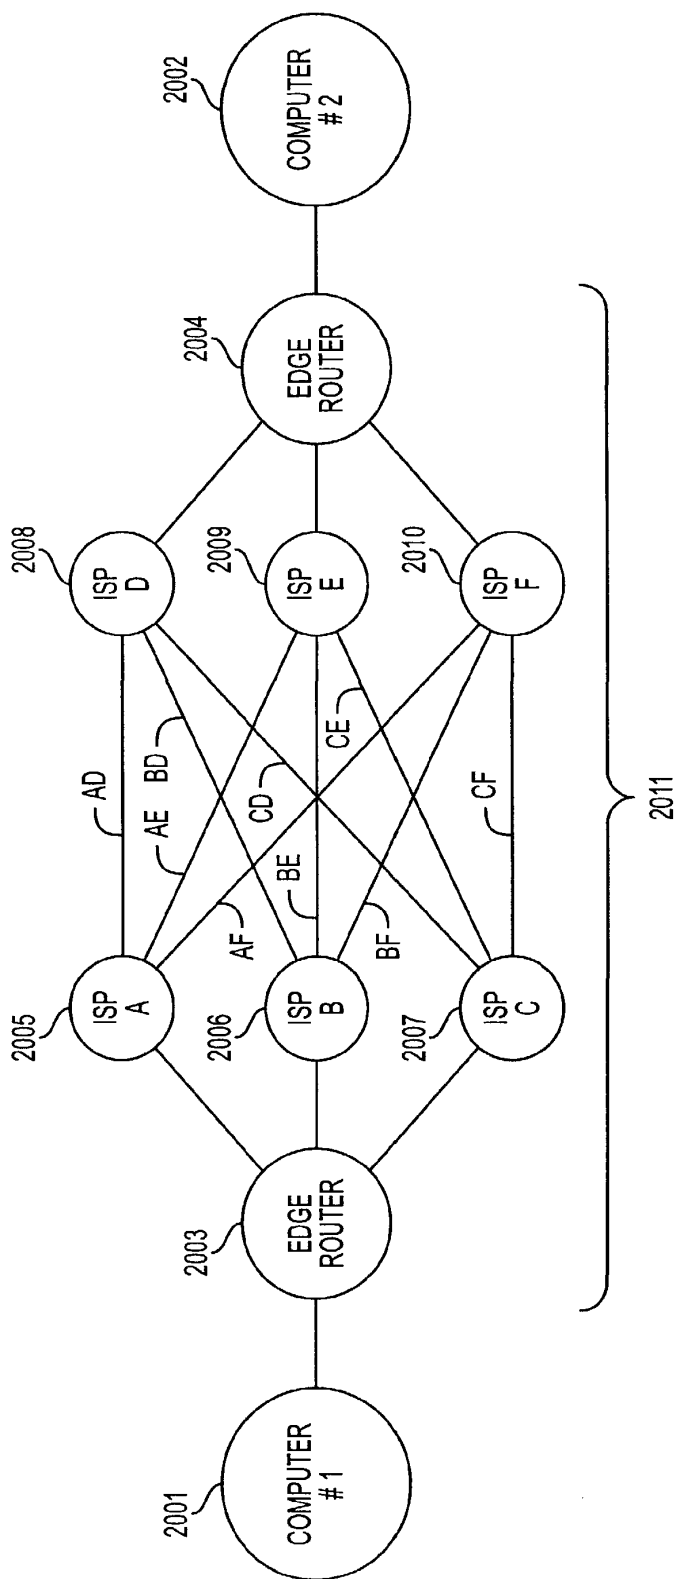 2001
COMPUTER
#1
2003
EDGE
ROUTER
2005
ISP
A
2006
ISP
B
2007
ISP
C
AD
AE
BD
AF
CD
BE
CE
BF
CF
2008
ISP
D
2009
ISP
E
2010
ISP
F
2004
EDGE
ROUTER
2002
COMPUTER
#2
2011